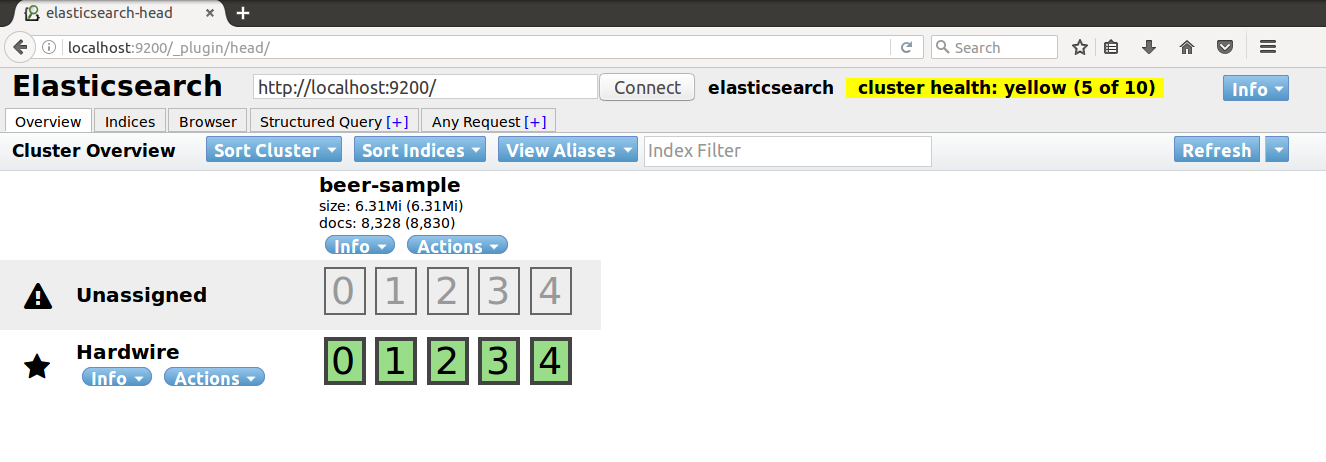 elasticsearch-head
localhost:9200/_plugin/head/
Search
Elasticsearch
http://localhost:9200/
Connect
elasticsearch
cluster health: yellow (5 of 10)
Info
Overview
Indices
Browser
Structured Query [+]
Any Request [+]
Cluster Overview
Sort Cluster
Sort Indices
View Aliases
Index Filter
Refresh
beer-sample
size: 6.31Mi (6.31Mi)
docs: 8,328 (8,830)
Info
Actions
Unassigned
0 1 2 3 4
Hardwire
Info
Actions
0 1 2 3 4